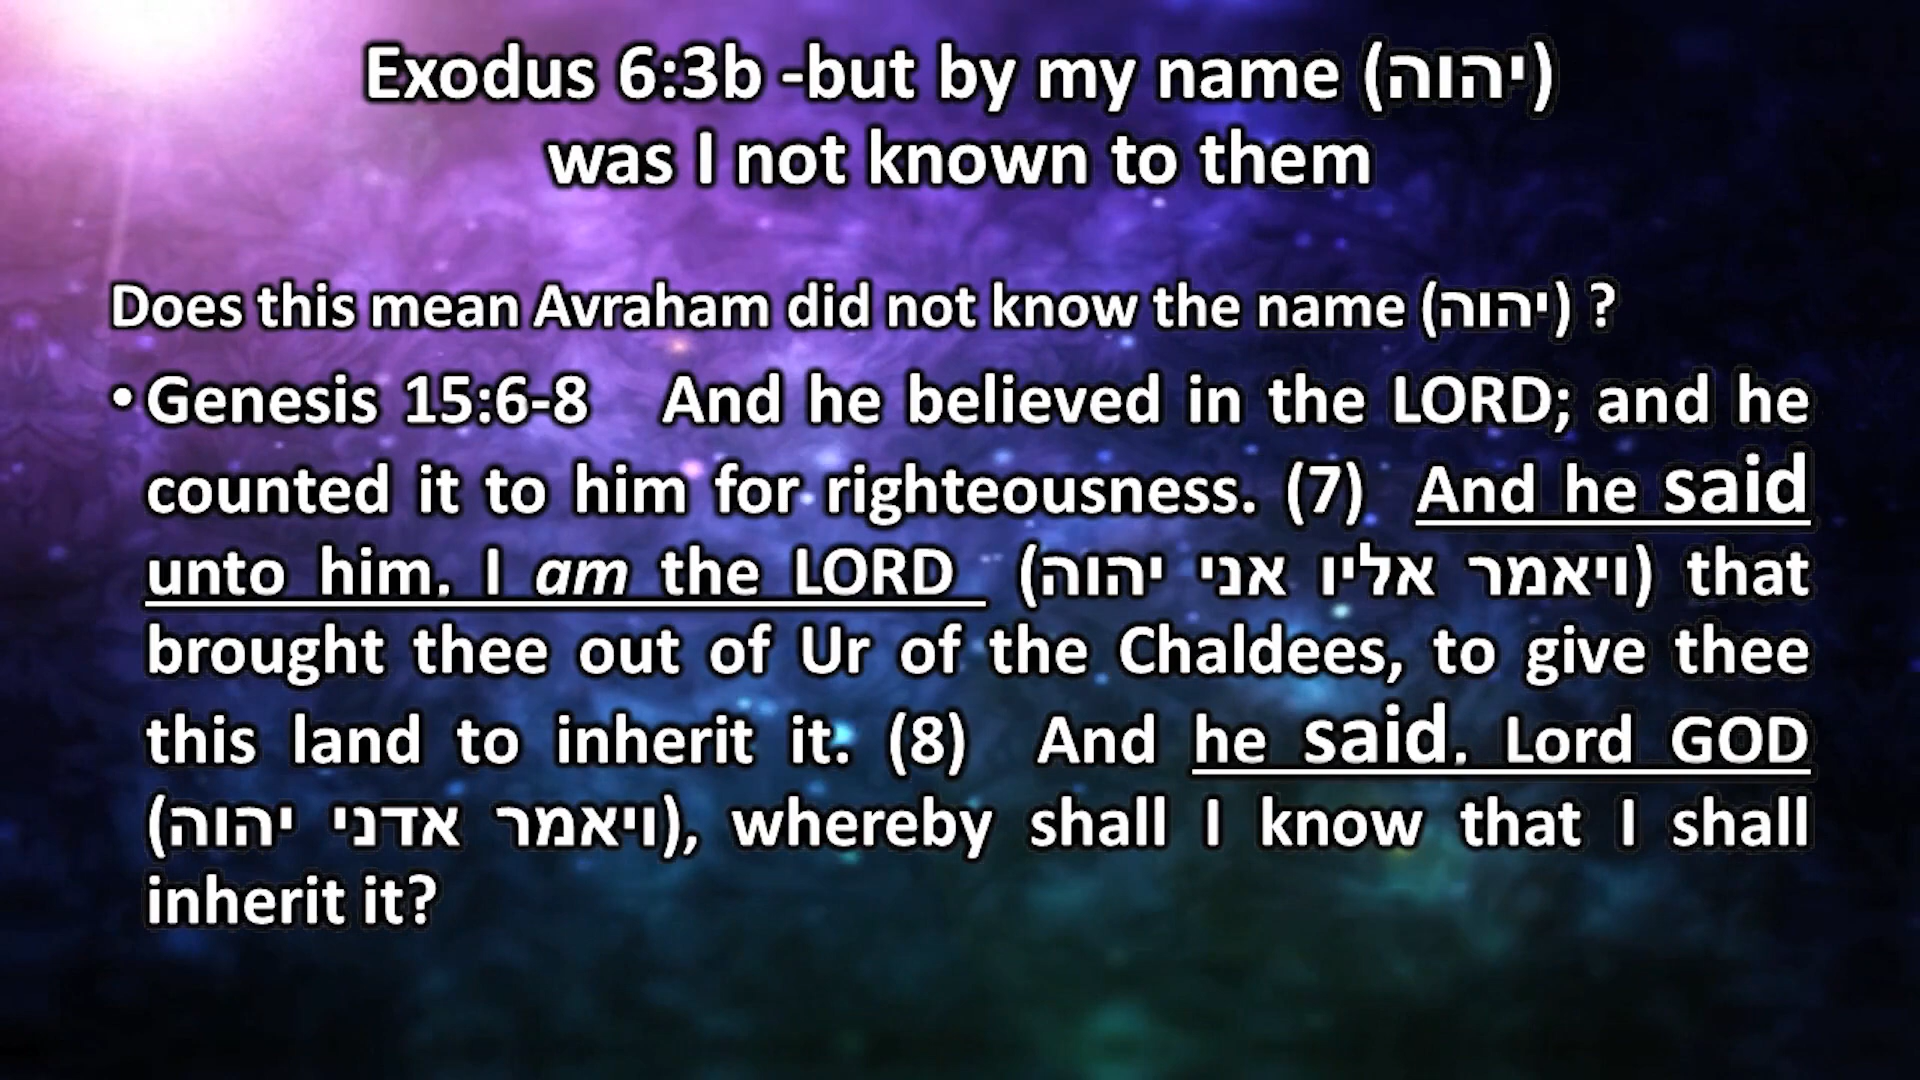 Exodus 6:3b -but by my name (יהוה)
was I not known to them
Does this mean Avraham did not know the name (יהוה) ?
• Genesis 15:6-8 And he believed in the LORD; and he
counted it to him for righteousness. (7) And he said
unto him, I am the LORD (ויאמר אליו אני יהוה) that
brought thee out of Ur of the Chaldees, to give thee
this land to inherit it. (8) And he said, Lord GOD
(ויאמר אדני יהוה), whereby shall I know that I shall
inherit it?